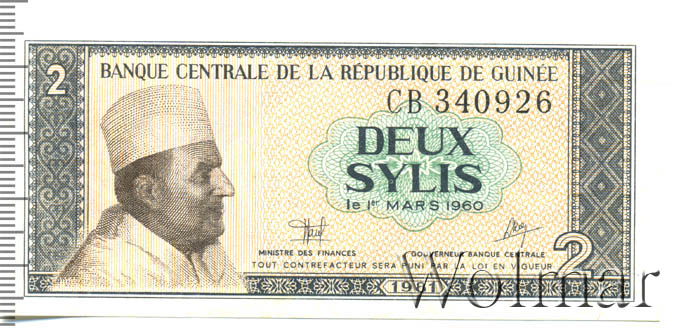 2
BANQUE CENTRALE DE LA RÉPUBLIQUE DE GUINÉE
CB 340926
DEUX
SYLIS
le 1er MARS 1960
MINISTRE DES FINANCES
GOUVERNEUR BANQUE CENTRALE
TOUT CONTREFACTEUR SERA PUNI PAR LA LOI EN VIGUEUR
2
1981
Wolmar